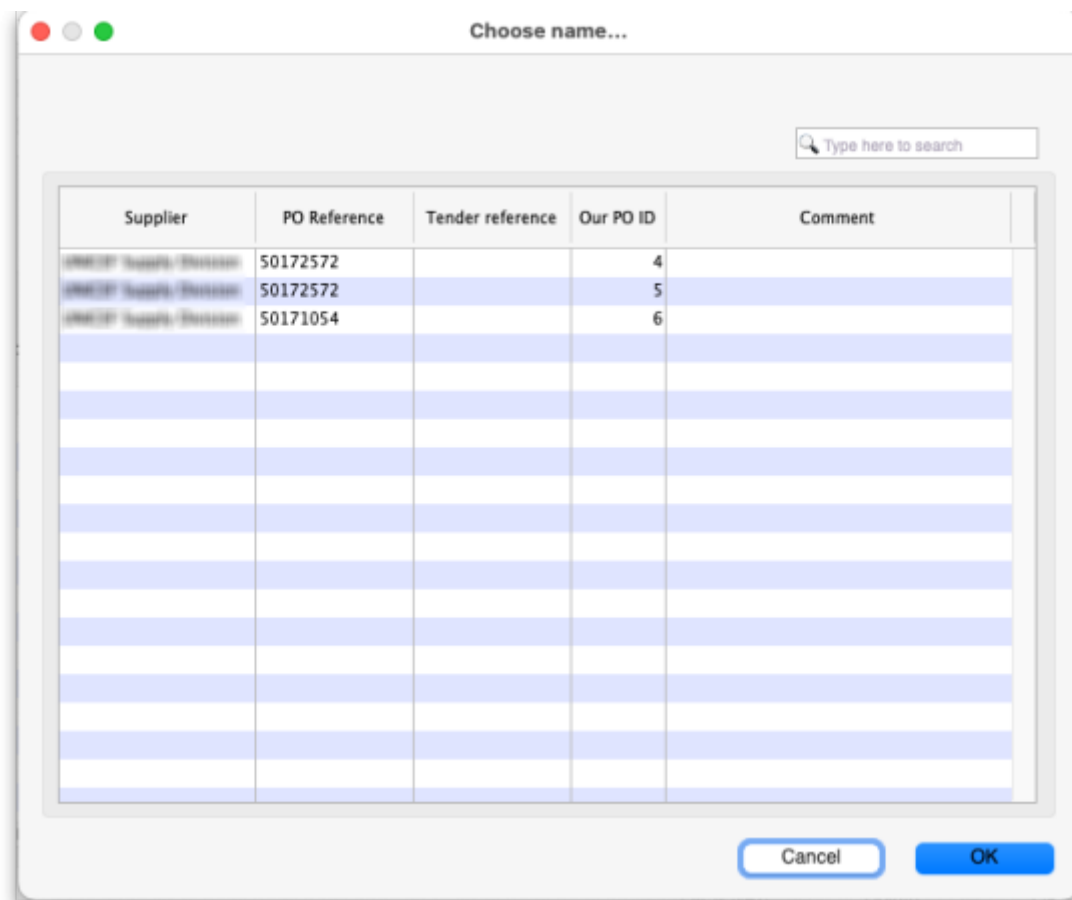 Choose name...
Type here to search
Supplier PO Reference Tender reference Our PO ID Comment
50172572 4
50172572 5
50171054 6
Cancel OK